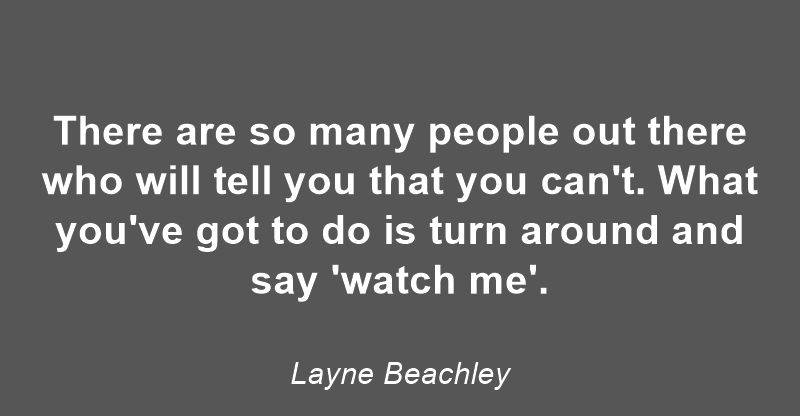 There are so many people out there
who will tell you that you can't. What
you've got to do is turn around and
say 'watch me'.
Layne Beachley